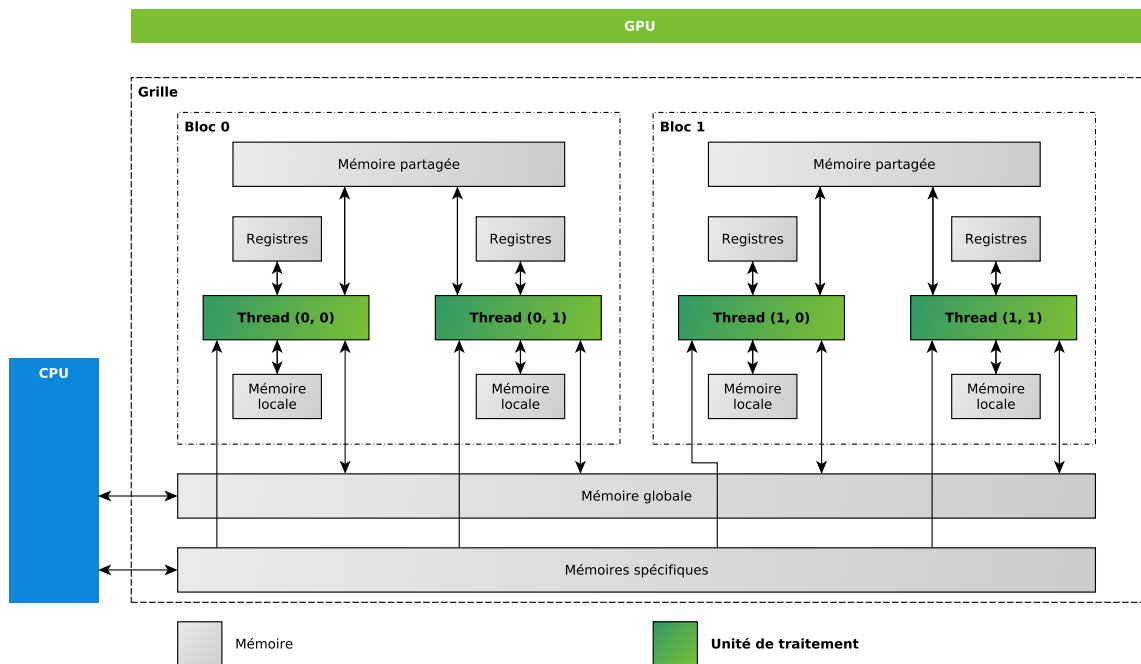 GPU
Grille
Bloc 0
Mémoire partagée
Registres
Registres
Thread (0, 0)
Thread (0, 1)
Mémoire
locale
Mémoire
locale
Bloc 1
Mémoire partagée
Registres
Registres
Thread (1, 0)
Thread (1, 1)
Mémoire
locale
Mémoire
locale
CPU
Mémoire globale
Mémoires spécifiques
Mémoire
Unité de traitement